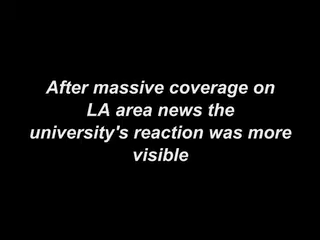 After massive coverage on
LA area news the
university's reaction was more
visible